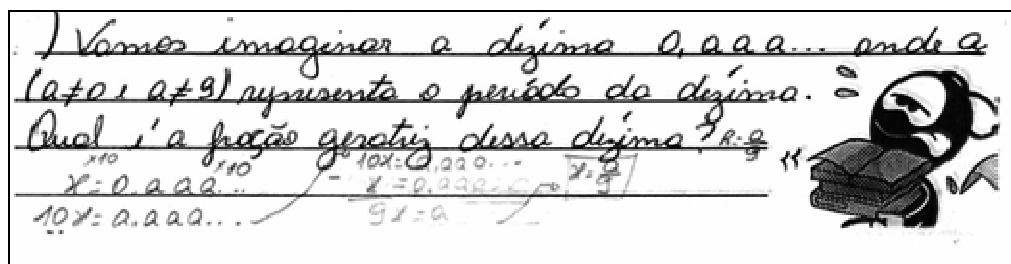 ) Vamos imaginar a dízima 0,aaa... onde a
(a≠0 e a≠9) representa o período da dízima.
Qual é a fração geratriz dessa dízima? R=a/9
x10 x10
x=0,aaa...
10x=a,aaa...
- 10x=a,aaa...
x=0,aaa...
9x=a
x=a/9